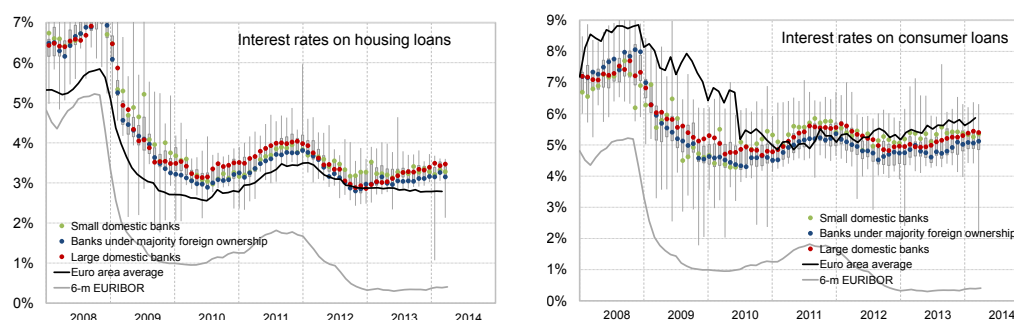 Interest rates on housing loans
7%
6%
5%
4%
3%
2%
1%
0%
Small domestic banks
Banks under majority foreign ownership
Large domestic banks
Euro area average
6-m EURIBOR
2008 2009 2010 2011 2012 2013 2014
Interest rates on consumer loans
9%
8%
7%
6%
5%
4%
3%
2%
1%
0%
Small domestic banks
Banks under majority foreign ownership
Large domestic banks
Euro area average
6-m EURIBOR
2008 2009 2010 2011 2012 2013 2014